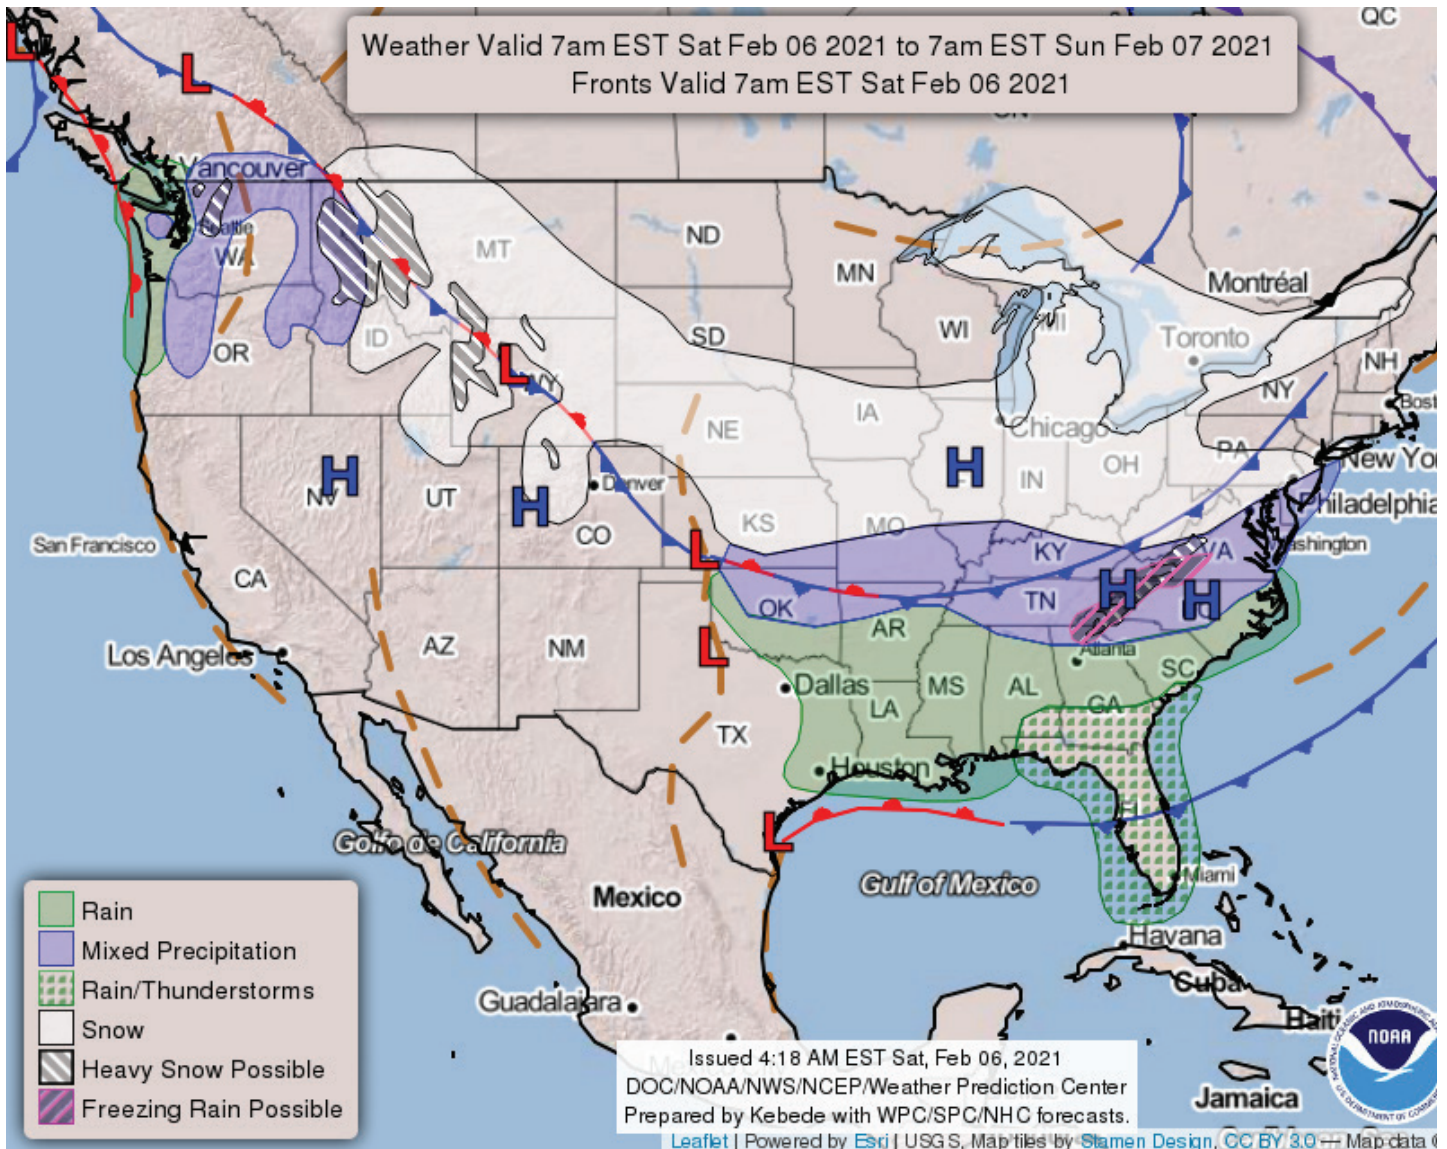 QC
Weather Valid 7am EST Sat Feb 06 2021 to 7am EST Sun Feb 07 2021
Fronts Valid 7am EST Sat Feb 06 2021
L
L
Vancouver
Seattle
WA
MT
ND
MN
Montréal
OR
ID
SD
WI
MI
Toronto
NH
L
WY
NY
Bost
IA
NE
Chicago
PA
New Yo
H
NV
UT
H
Denver
H
IN
OH
Philadelphia
San Francisco
CO
KS
MO
KY
VA
ashington
CA
L
OK
TN
H
H
Los Angeles
AZ
NM
L
AR
Atlanta
SC
Dallas
MS
AL
GA
LA
TX
Houston
FL
L
Golfo de California
Mexico
Gulf of Mexico
Miami
Havana
Cuba
Guadalajara
Haiti
Jamaica
Rain
Mixed Precipitation
Rain/Thunderstorms
Snow
Heavy Snow Possible
Freezing Rain Possible
Issued 4:18 AM EST Sat, Feb 06, 2021
DOC/NOAA/NWS/NCEP/Weather Prediction Center
Prepared by Kebede with WPC/SPC/NHC forecasts.
NOAA
Leaflet | Powered by Esri | USGS, Map tiles by Stamen Design, CC BY 3.0 — Map data ©